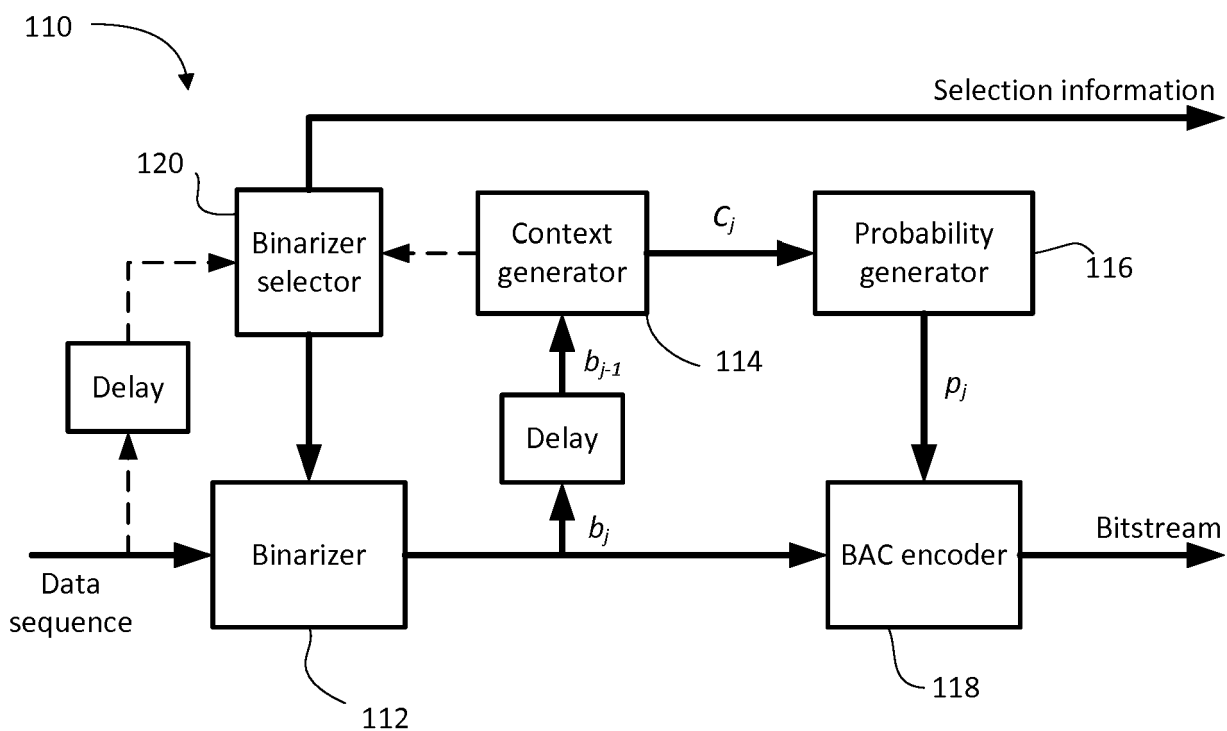 110
Selection information
120
Binarizer
selector
Context
generator
C_j
Probability
generator
116
114
Delay
b_{j-1}
p_j
Delay
b_j
Binarizer
BAC encoder
Bitstream
Data
sequence
112
118